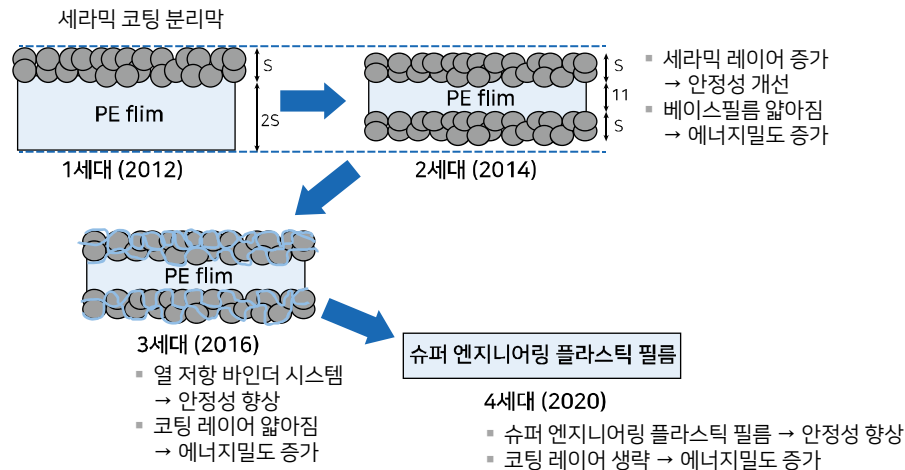 세라믹 코팅 분리막
S
PE flim
2S
1세대 (2012)
S
PE flim
11
S
2세대 (2014)
▪ 세라믹 레이어 증가
→ 안정성 개선
▪ 베이스필름 얇아짐
→ 에너지밀도 증가
PE flim
3세대 (2016)
▪ 열 저항 바인더 시스템
→ 안정성 향상
▪ 코팅 레이어 얇아짐
→ 에너지밀도 증가
슈퍼 엔지니어링 플라스틱 필름
4세대 (2020)
▪ 슈퍼 엔지니어링 플라스틱 필름 → 안정성 향상
▪ 코팅 레이어 생략 → 에너지밀도 증가